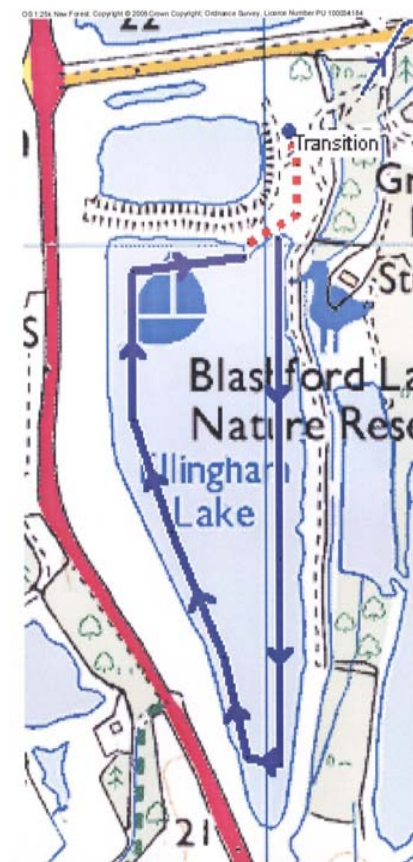 OS 1:25k New Forest. Copyright © 2006 Crown Copyright; Ordnance Survey, Licence Number PU 100034184
22
Transition
Gr
St
S
Blashford La
Nature Rese
Ellingham
Lake
21